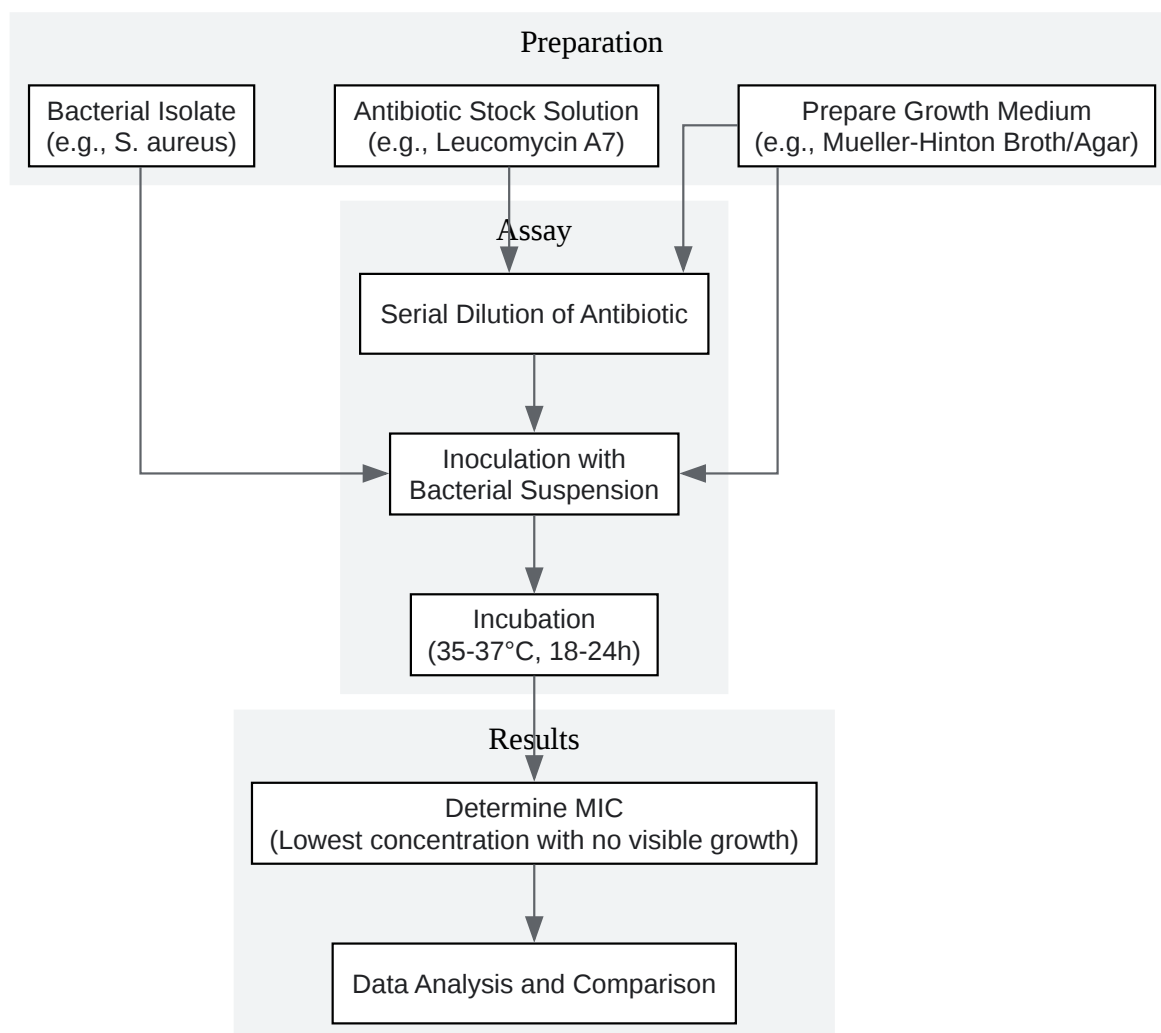 Preparation
Bacterial Isolate
(e.g., S. aureus)
Antibiotic Stock Solution
(e.g., Leucomycin A7)
Prepare Growth Medium
(e.g., Mueller-Hinton Broth/Agar)
Assay
Serial Dilution of Antibiotic
Inoculation with
Bacterial Suspension
Incubation
(35-37°C, 18-24h)
Results
Determine MIC
(Lowest concentration with no visible growth)
Data Analysis and Comparison